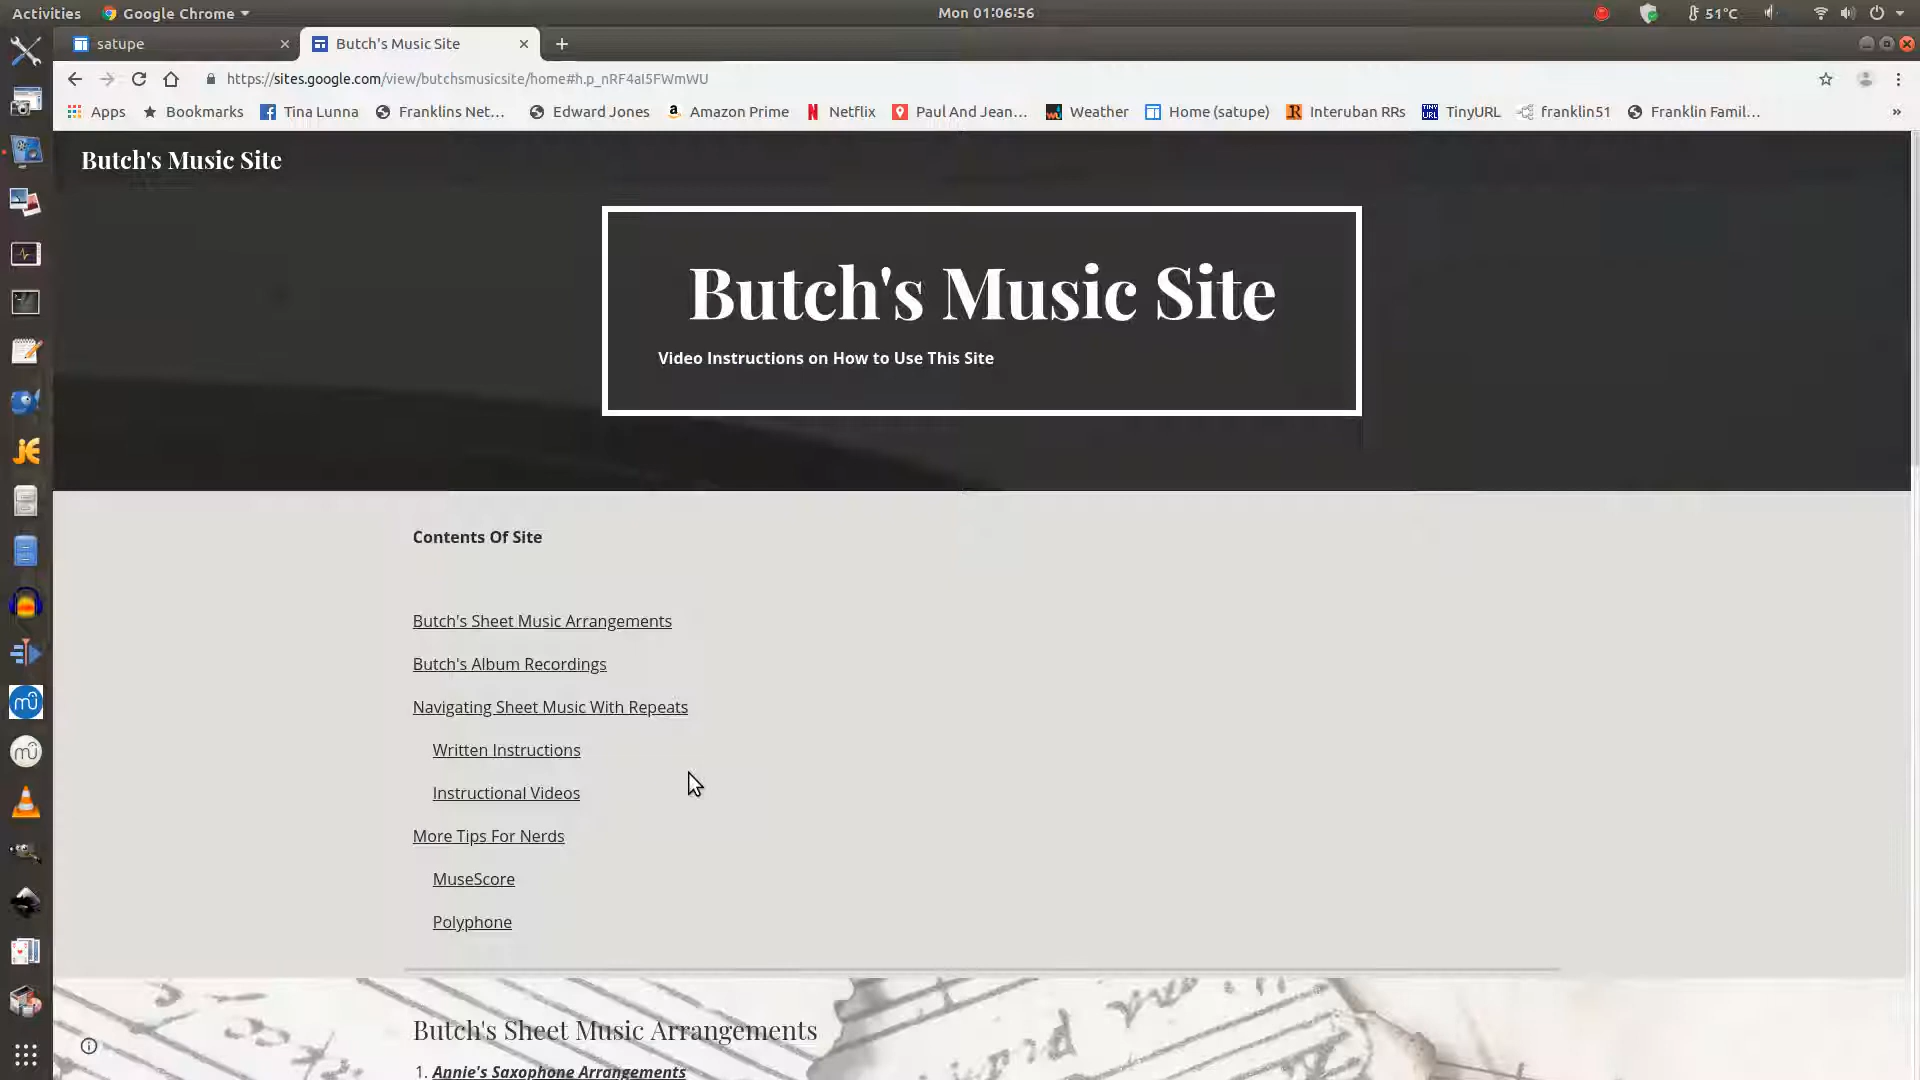 Activities Google Chrome Mon 01:06:56 51°C
satupe Butch's Music Site
https://sites.google.com/view/butchsmusicsite/home#h.p_nRF4aI5FWmWU
Apps Bookmarks Tina Lunna Franklins Net... Edward Jones Amazon Prime Netflix Paul And Jean... Weather Home (satupe) Interuban RRs TinyURL franklin51 Franklin Famil... »
Butch's Music Site
Butch's Music Site
Video Instructions on How to Use This Site
Contents Of Site
Butch's Sheet Music Arrangements
Butch's Album Recordings
Navigating Sheet Music With Repeats
Written Instructions
Instructional Videos
More Tips For Nerds
MuseScore
Polyphone
Butch's Sheet Music Arrangements
1. Annie's Saxophone Arrangements